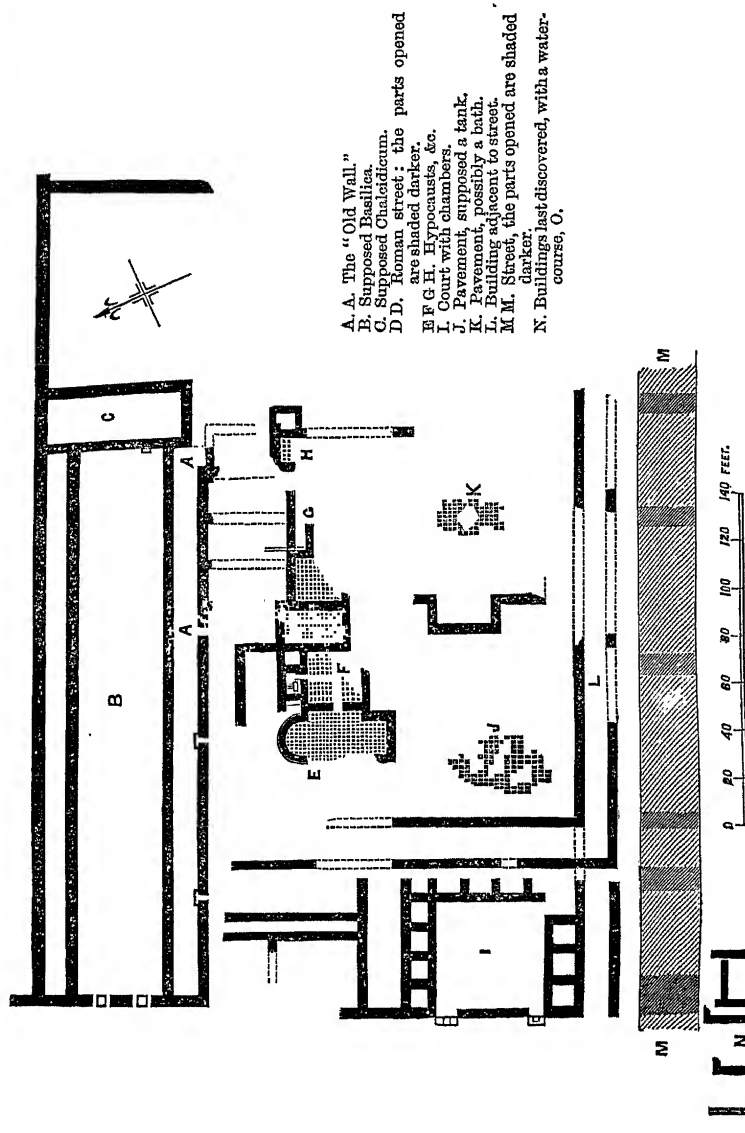 A. A. The "Old Wall."
B. Supposed Basilica.
C. Supposed Chalcidicum.
D D. Roman street; the parts opened
are shaded darker.
E F G H. Hypocausts, &c.
I. Court with chambers.
J. Pavement, supposed a tank.
K. Pavement, possibly a bath.
L. Building adjacent to street.
M M. Street, the parts opened are shaded
darker.
N. Buildings last discovered, with a water-
course, O.
C
A
B
A
H
G
F
E
K
J
I
L
M
M
N
0 20 40 60 80 100 120 140 FEET.